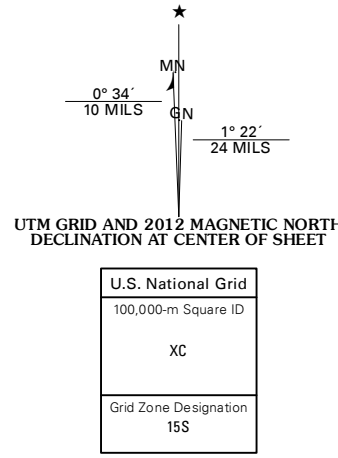 ★
MN
0° 34´
10 MILS
GN
1° 22´
24 MILS
UTM GRID AND 2012 MAGNETIC NORTH
DECLINATION AT CENTER OF SHEET
U.S. National Grid
100,000-m Square ID
XC
Grid Zone Designation
15S